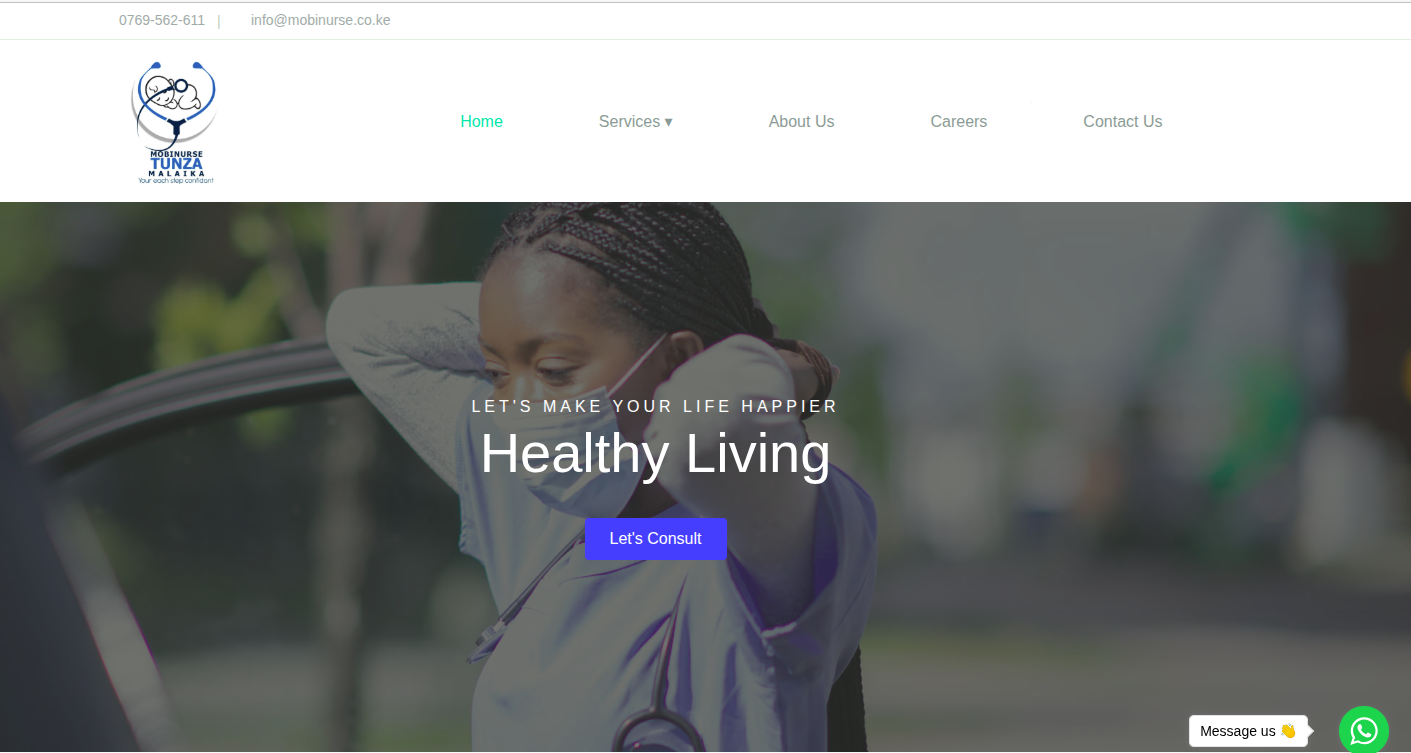 0769-562-611 | info@mobinurse.co.ke
MOBINURSE
TUNZA
MALAIKA
Your each step confidant
Home Services ▾ About Us Careers Contact Us
LET'S MAKE YOUR LIFE HAPPIER
Healthy Living
Let's Consult
Message us 👋